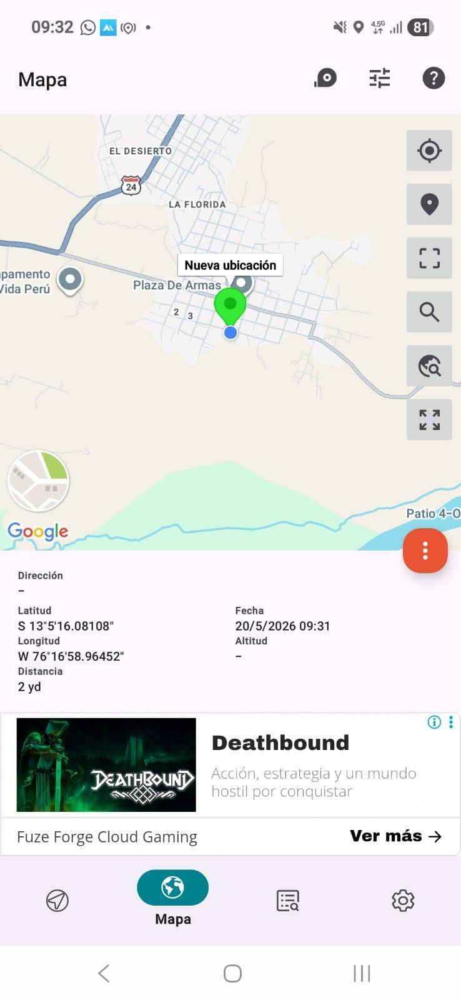 09:32
4.5G
81
Mapa
EL DESIERTO
24
LA FLORIDA
Nueva ubicación
pamento
Vida Perú
Plaza De Armas
2
3
Patio 4-O
Google
Dirección
–
Latitud
S 13°5'16.08108"
Fecha
20/5/2026 09:31
Longitud
W 76°16'58.96452"
Altitud
–
Distancia
2 yd
DEATHBOUND
Deathbound
Acción, estrategia y un mundo
hostil por conquistar
Fuze Forge Cloud Gaming
Ver más →
Mapa